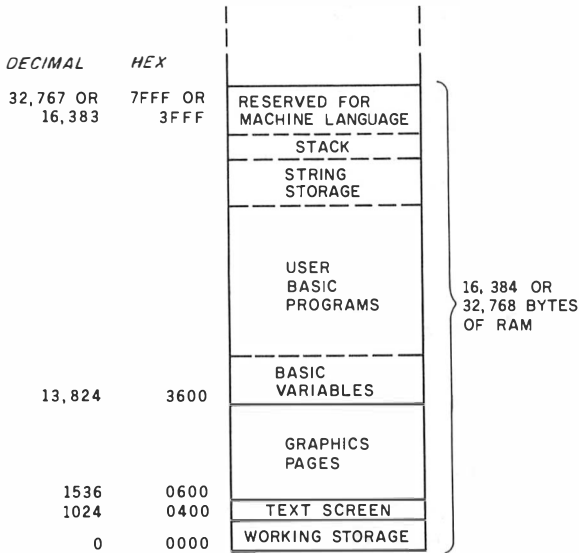 DECIMAL HEX
32,767 OR 7FFF OR
16,383 3FFF
RESERVED FOR
MACHINE LANGUAGE
STACK
STRING
STORAGE
USER
BASIC
PROGRAMS
16,384 OR
32,768 BYTES
OF RAM
BASIC
VARIABLES
13,824 3600
GRAPHICS
PAGES
1536 0600
1024 0400 TEXT SCREEN
0 0000 WORKING STORAGE